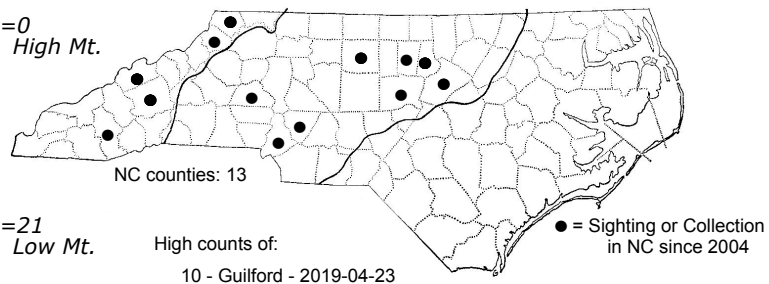 =0
High Mt.
NC counties: 13
=21
Low Mt.
High counts of:
10 - Guilford - 2019-04-23
● = Sighting or Collection
in NC since 2004